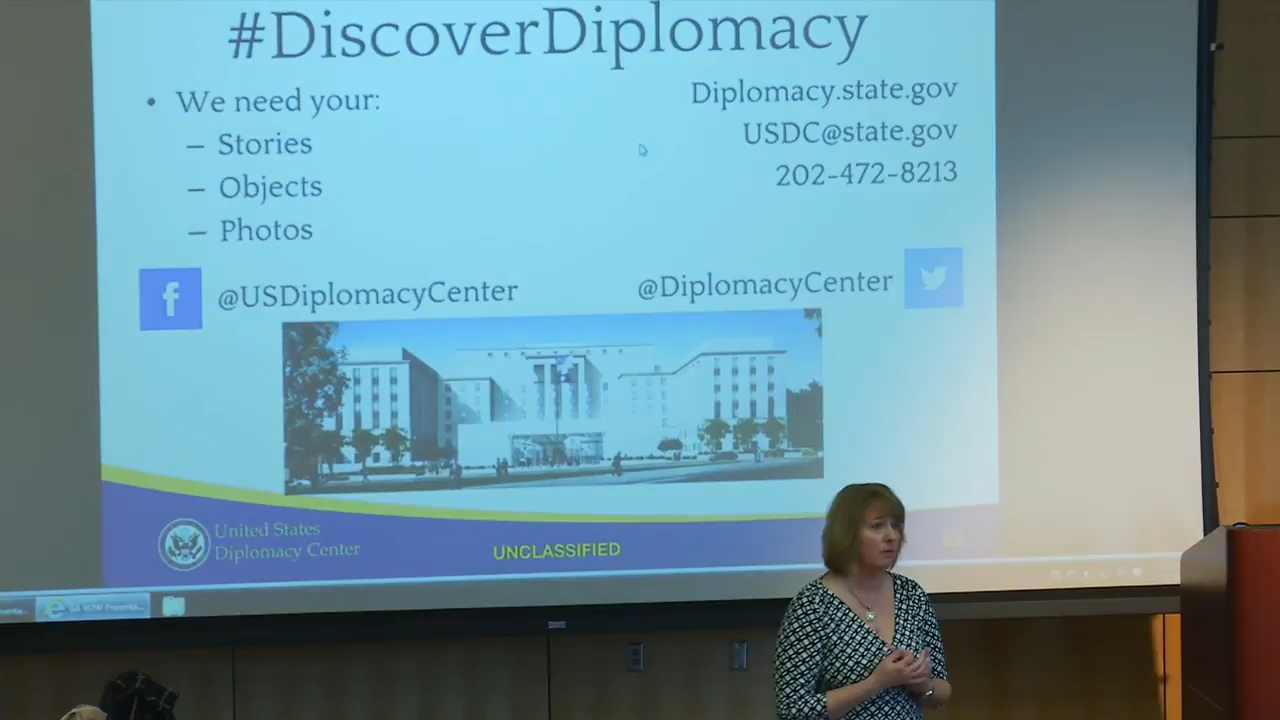 #DiscoverDiplomacy
• We need your:
– Stories
– Objects
– Photos
Diplomacy.state.gov
USDC@state.gov
202-472-8213
f @USDiplomacyCenter
@DiplomacyCenter
United States
Diplomacy Center
UNCLASSIFIED